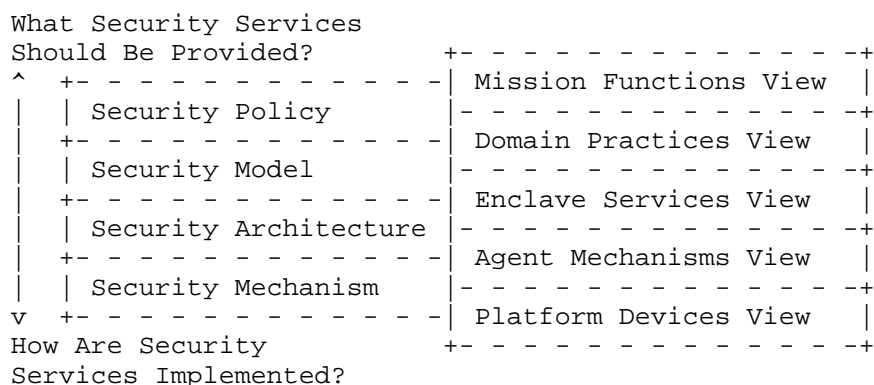 What Security Services
Should Be Provided?        +- - - - - - - - - - - - -+
^  +- - - - - - - - - - - -| Mission Functions View  |
|  | Security Policy       |- - - - - - - - - - - - -+
|  +- - - - - - - - - - - -| Domain Practices View   |
|  | Security Model        |- - - - - - - - - - - - -+
|  +- - - - - - - - - - - -| Enclave Services View   |
|  | Security Architecture |- - - - - - - - - - - - -+
|  +- - - - - - - - - - - -| Agent Mechanisms View   |
|  | Security Mechanism    |- - - - - - - - - - - - -+
v  +- - - - - - - - - - - -| Platform Devices View   |
How Are Security           +- - - - - - - - - - - - -+
Services Implemented?